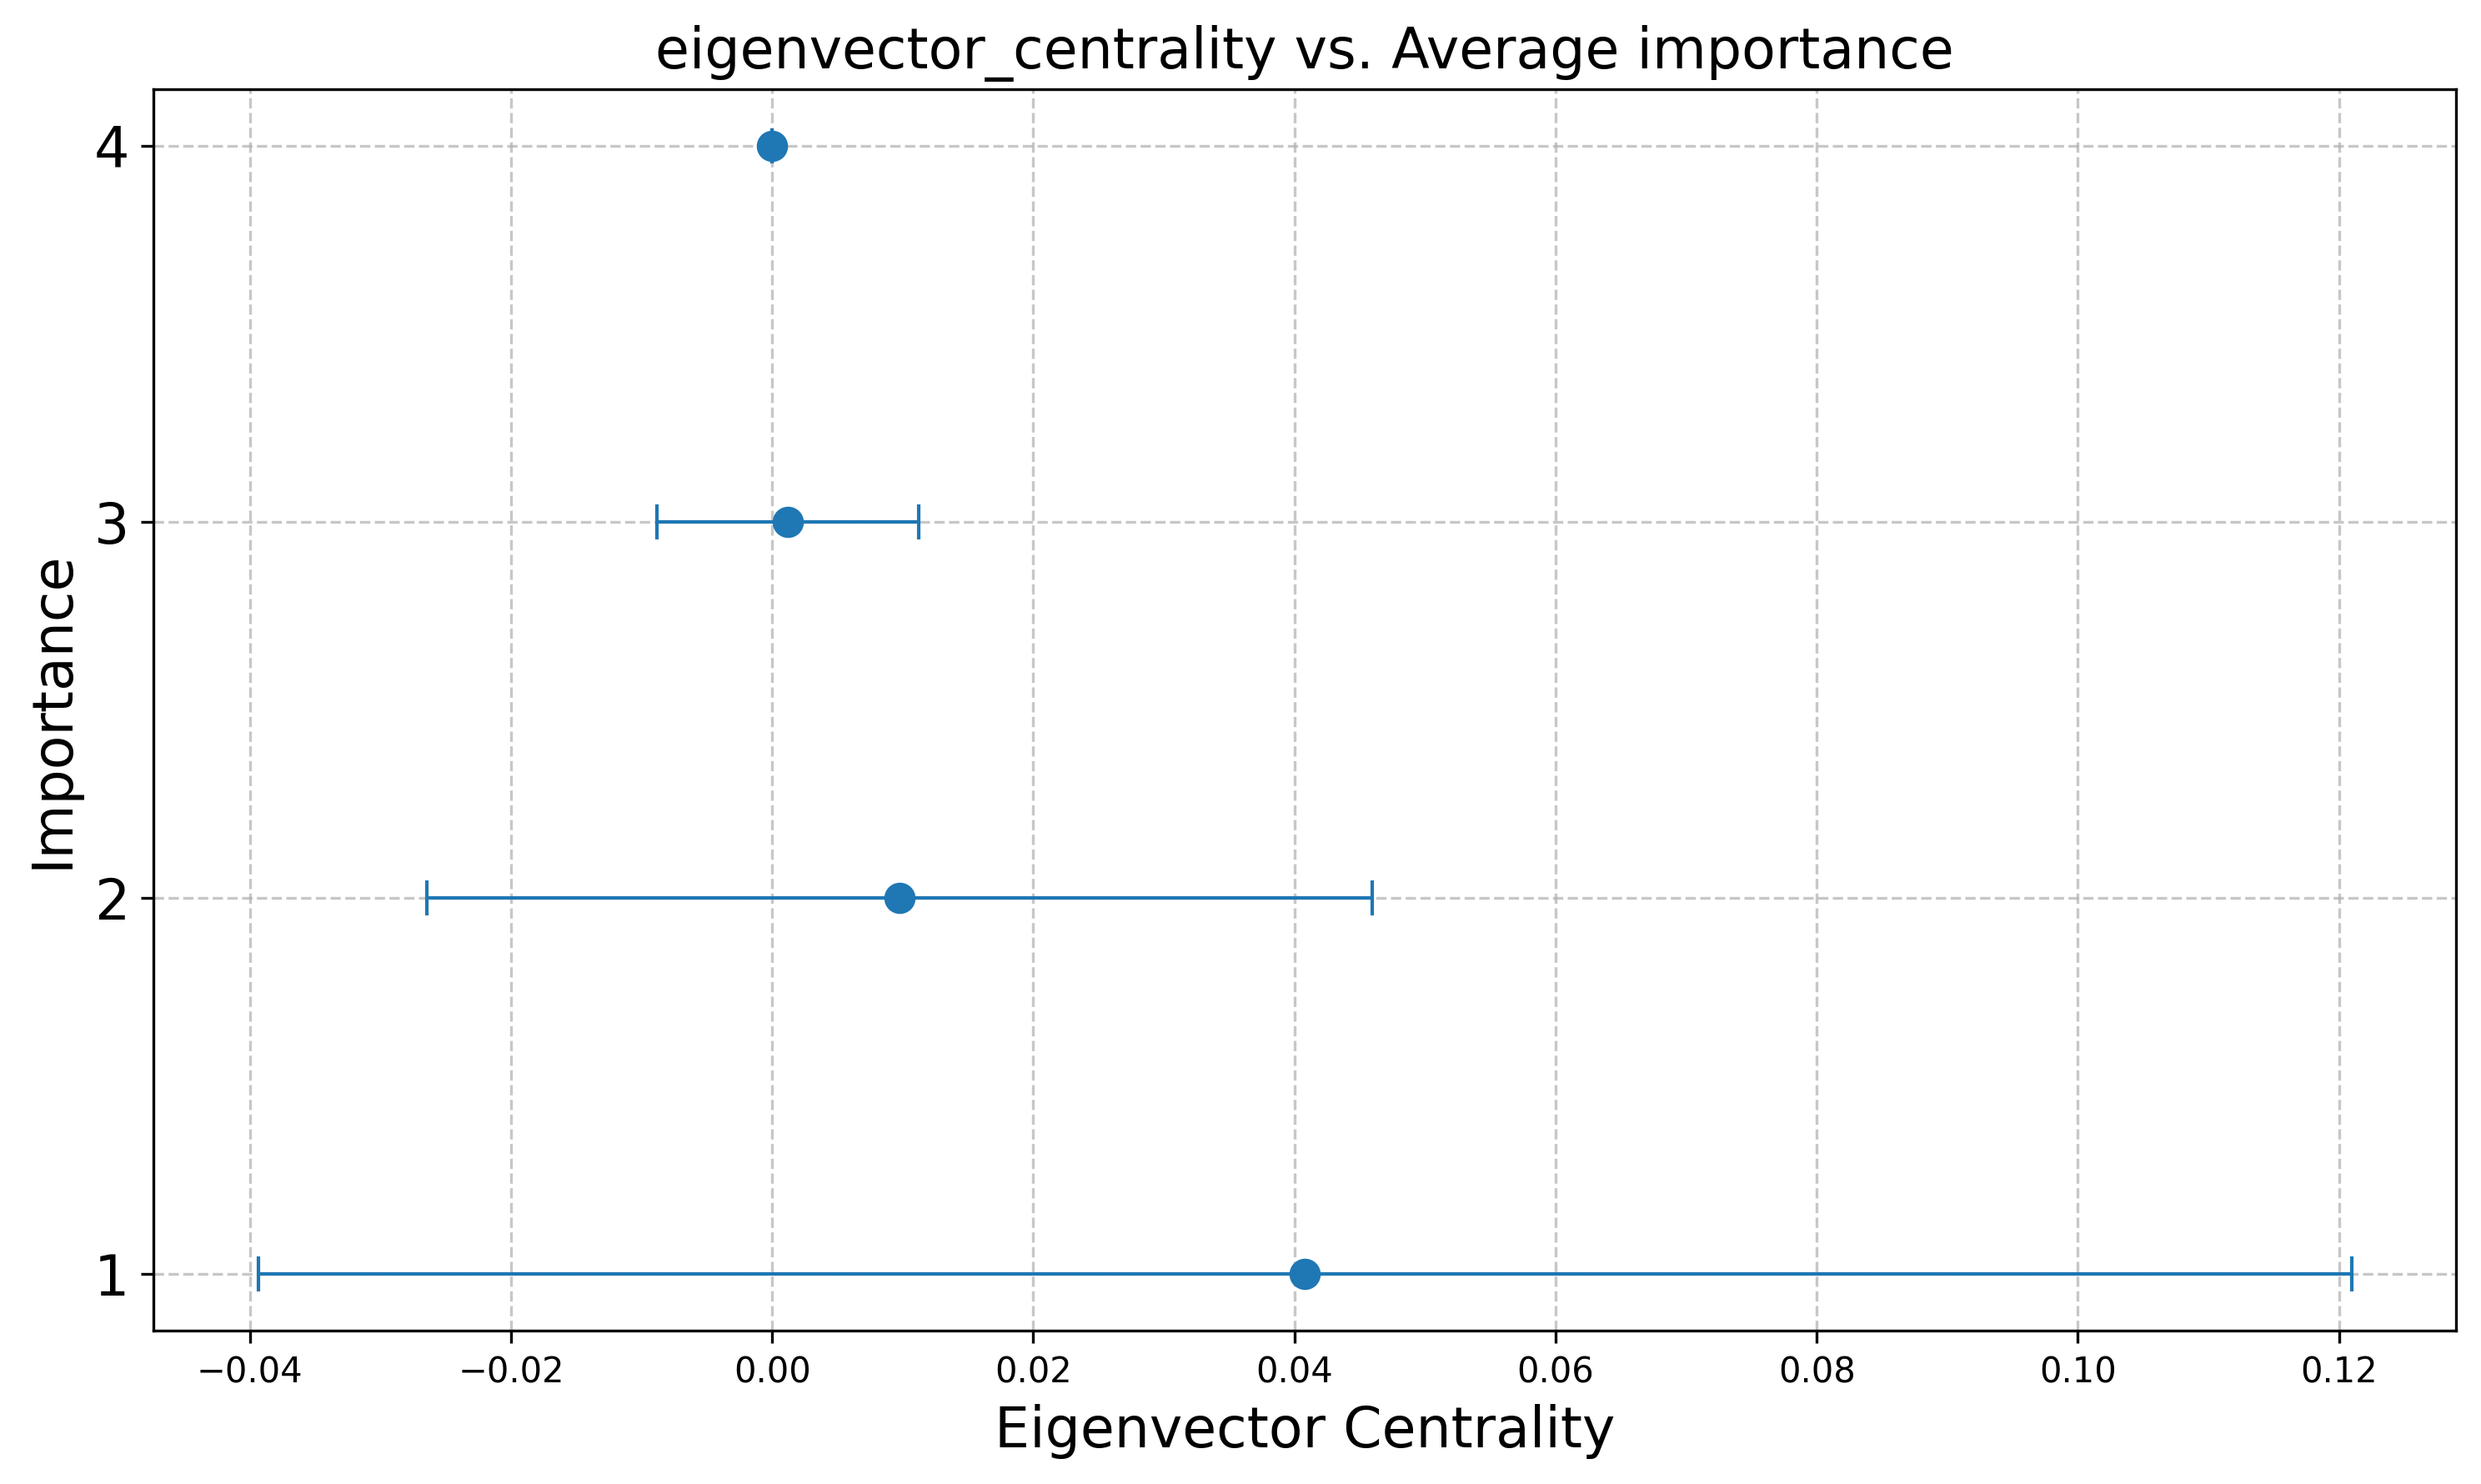 eigenvector_centrality vs. Average importance
4
3
2
1
Importance
−0.04 −0.02 0.00 0.02 0.04 0.06 0.08 0.10 0.12
Eigenvector Centrality